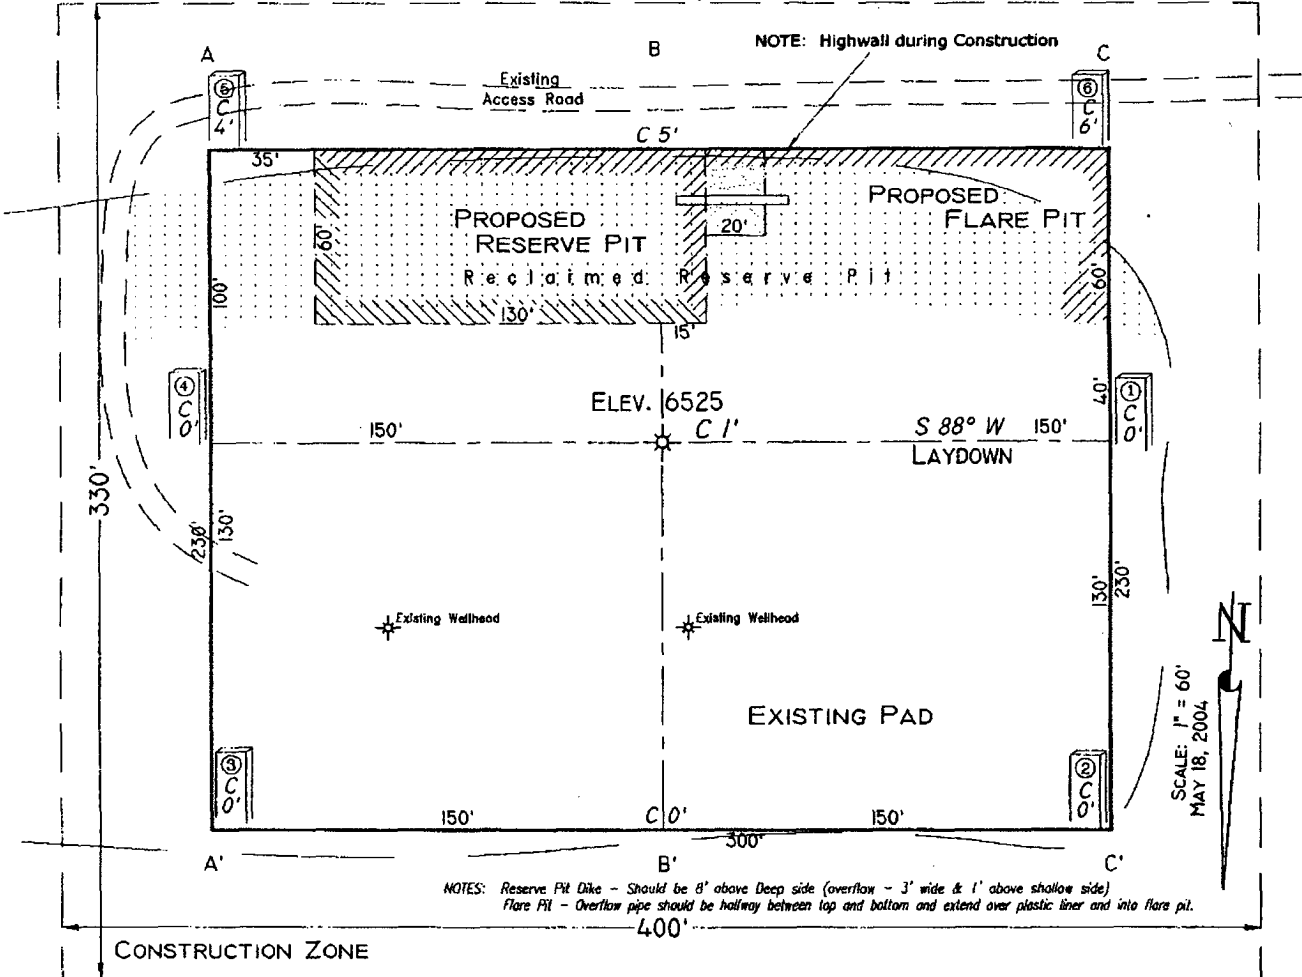 NOTE: Highwall during Construction
A
B
C
Existing
Access Road
⑤
C
4'
⑥
C
6'
C 5'
35'
PROPOSED
RESERVE PIT
PROPOSED
FLARE PIT
20'
60'
60'
Reclaimed Reserve Pit
100'
130'
15'
④
C
0'
①
C
0'
40'
ELEV. 6525
C 1'
150'
S 88° W
150'
LAYDOWN
330'
230'
130'
130'
230'
Existing Wellhead
Existing Wellhead
N
SCALE: 1" = 60'
MAY 18, 2004
EXISTING PAD
③
C
0'
②
C
0'
150'
C 0'
150'
300'
A'
B'
C'
NOTES: Reserve Pit Dike - Should be 8' above Deep side (overflow - 3' wide & 1' above shallow side)
Flare Pit - Overflow pipe should be halfway between top and bottom and extend over plastic liner and into flare pit.
400'
CONSTRUCTION ZONE